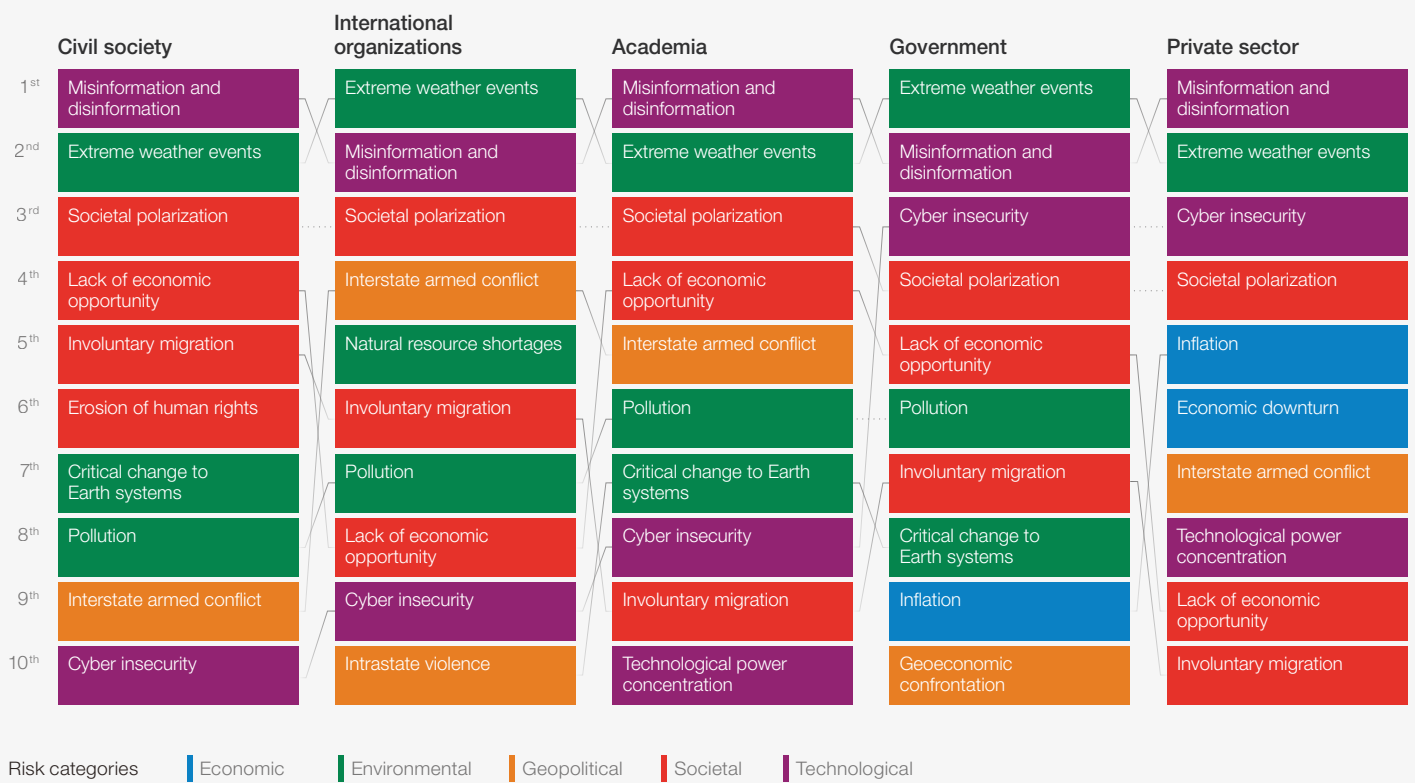 Civil society
International
organizations
Academia
Government
Private sector
1st
Misinformation and
disinformation
Extreme weather events
Misinformation and
disinformation
Extreme weather events
Misinformation and
disinformation
2nd
Extreme weather events
Misinformation and
disinformation
Extreme weather events
Misinformation and
disinformation
Extreme weather events
3rd
Societal polarization
Societal polarization
Societal polarization
Cyber insecurity
Cyber insecurity
4th
Lack of economic
opportunity
Interstate armed conflict
Lack of economic
opportunity
Societal polarization
Societal polarization
5th
Involuntary migration
Natural resource shortages
Interstate armed conflict
Lack of economic
opportunity
Inflation
6th
Erosion of human rights
Involuntary migration
Pollution
Pollution
Economic downturn
7th
Critical change to
Earth systems
Pollution
Critical change to Earth
systems
Involuntary migration
Interstate armed conflict
8th
Pollution
Lack of economic
opportunity
Cyber insecurity
Critical change to
Earth systems
Technological power
concentration
9th
Interstate armed conflict
Cyber insecurity
Involuntary migration
Inflation
Lack of economic
opportunity
10th
Cyber insecurity
Intrastate violence
Technological power
concentration
Geoeconomic
confrontation
Involuntary migration
Risk categories
Economic
Environmental
Geopolitical
Societal
Technological